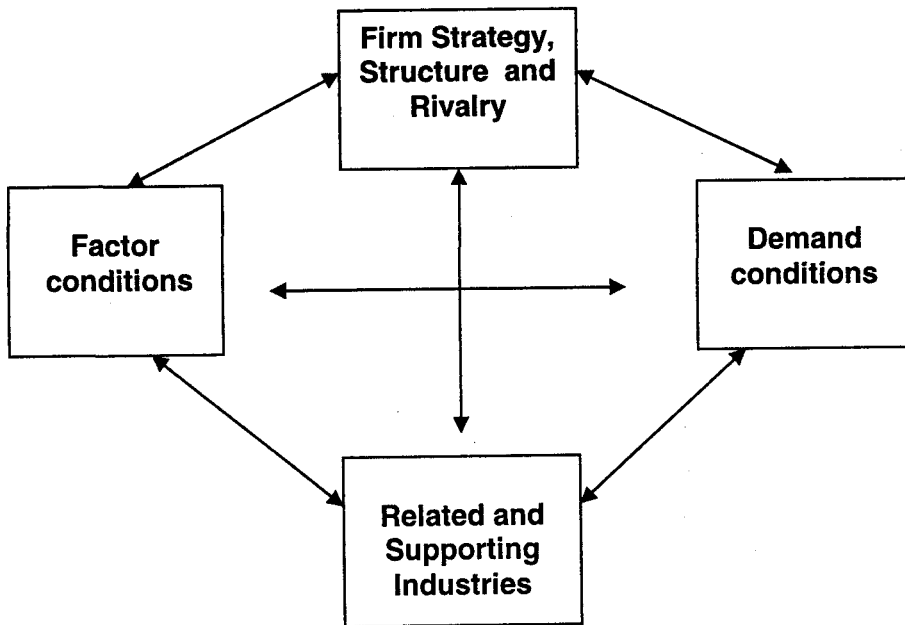 Firm Strategy,
Structure and
Rivalry
Factor
conditions
Demand
conditions
Related and
Supporting
Industries